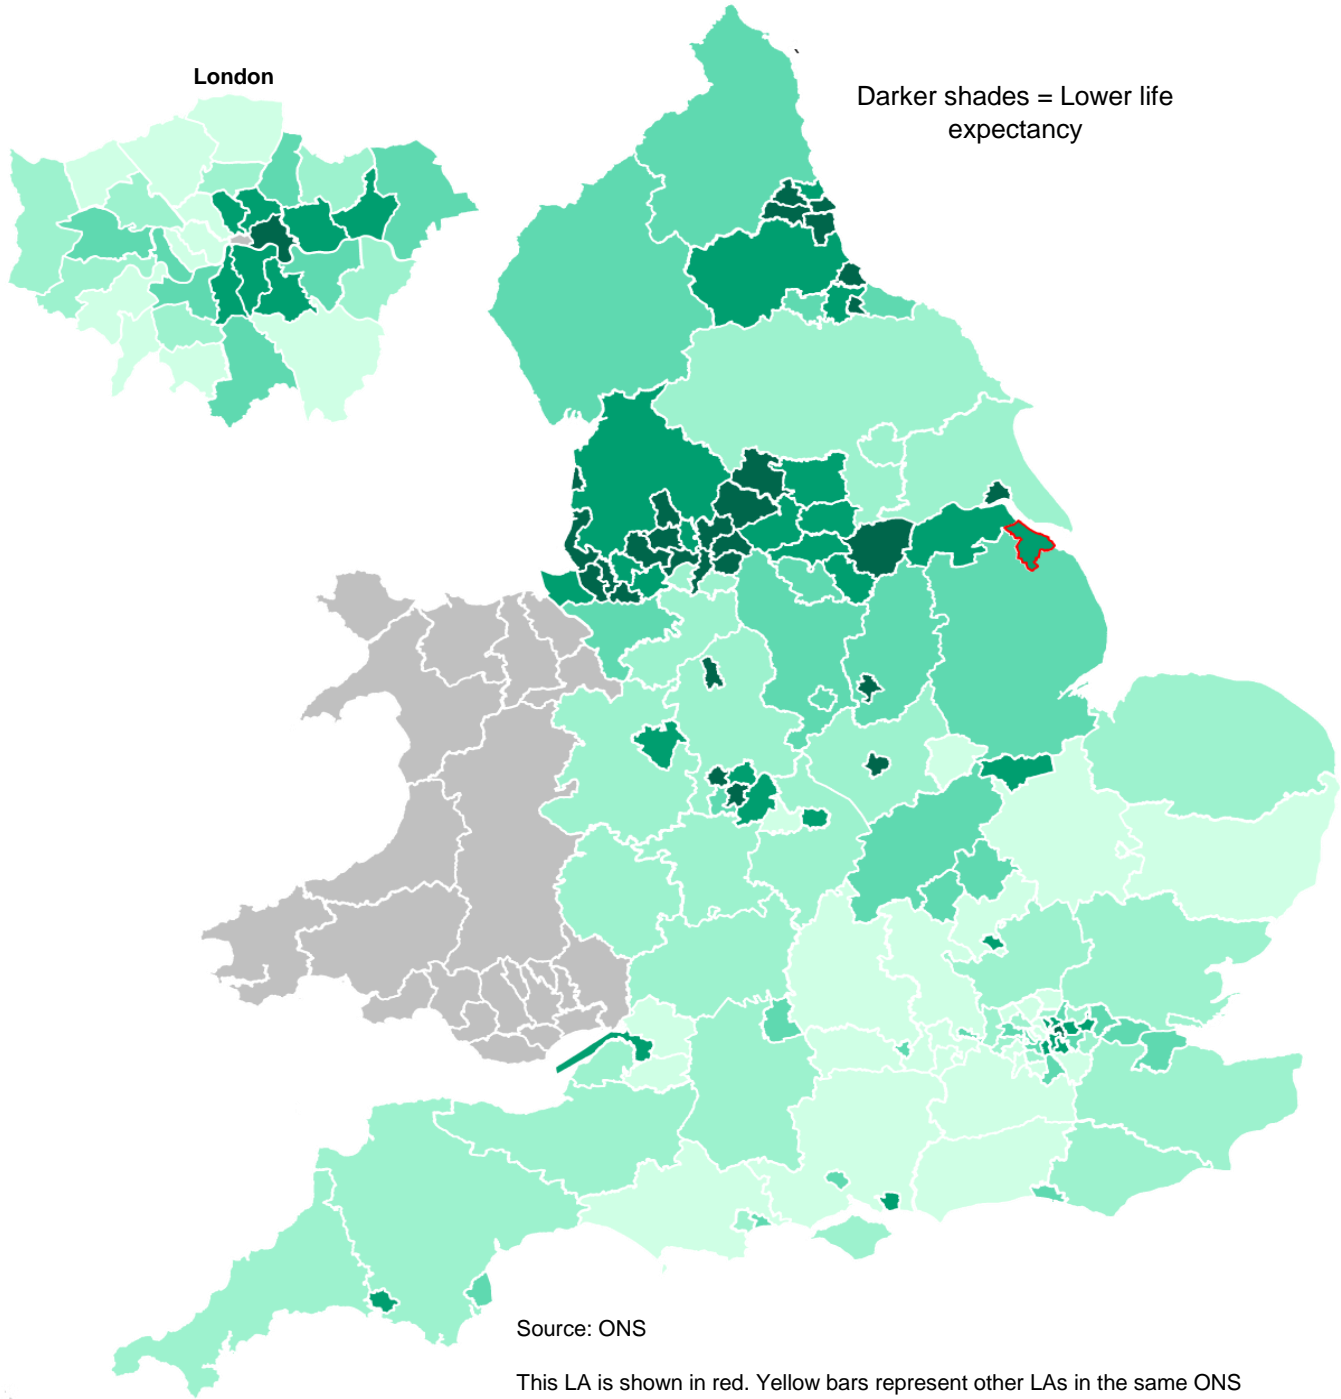 London
Darker shades = Lower life
expectancy
Source: ONS
This LA is shown in red. Yellow bars represent other LAs in the same ONS